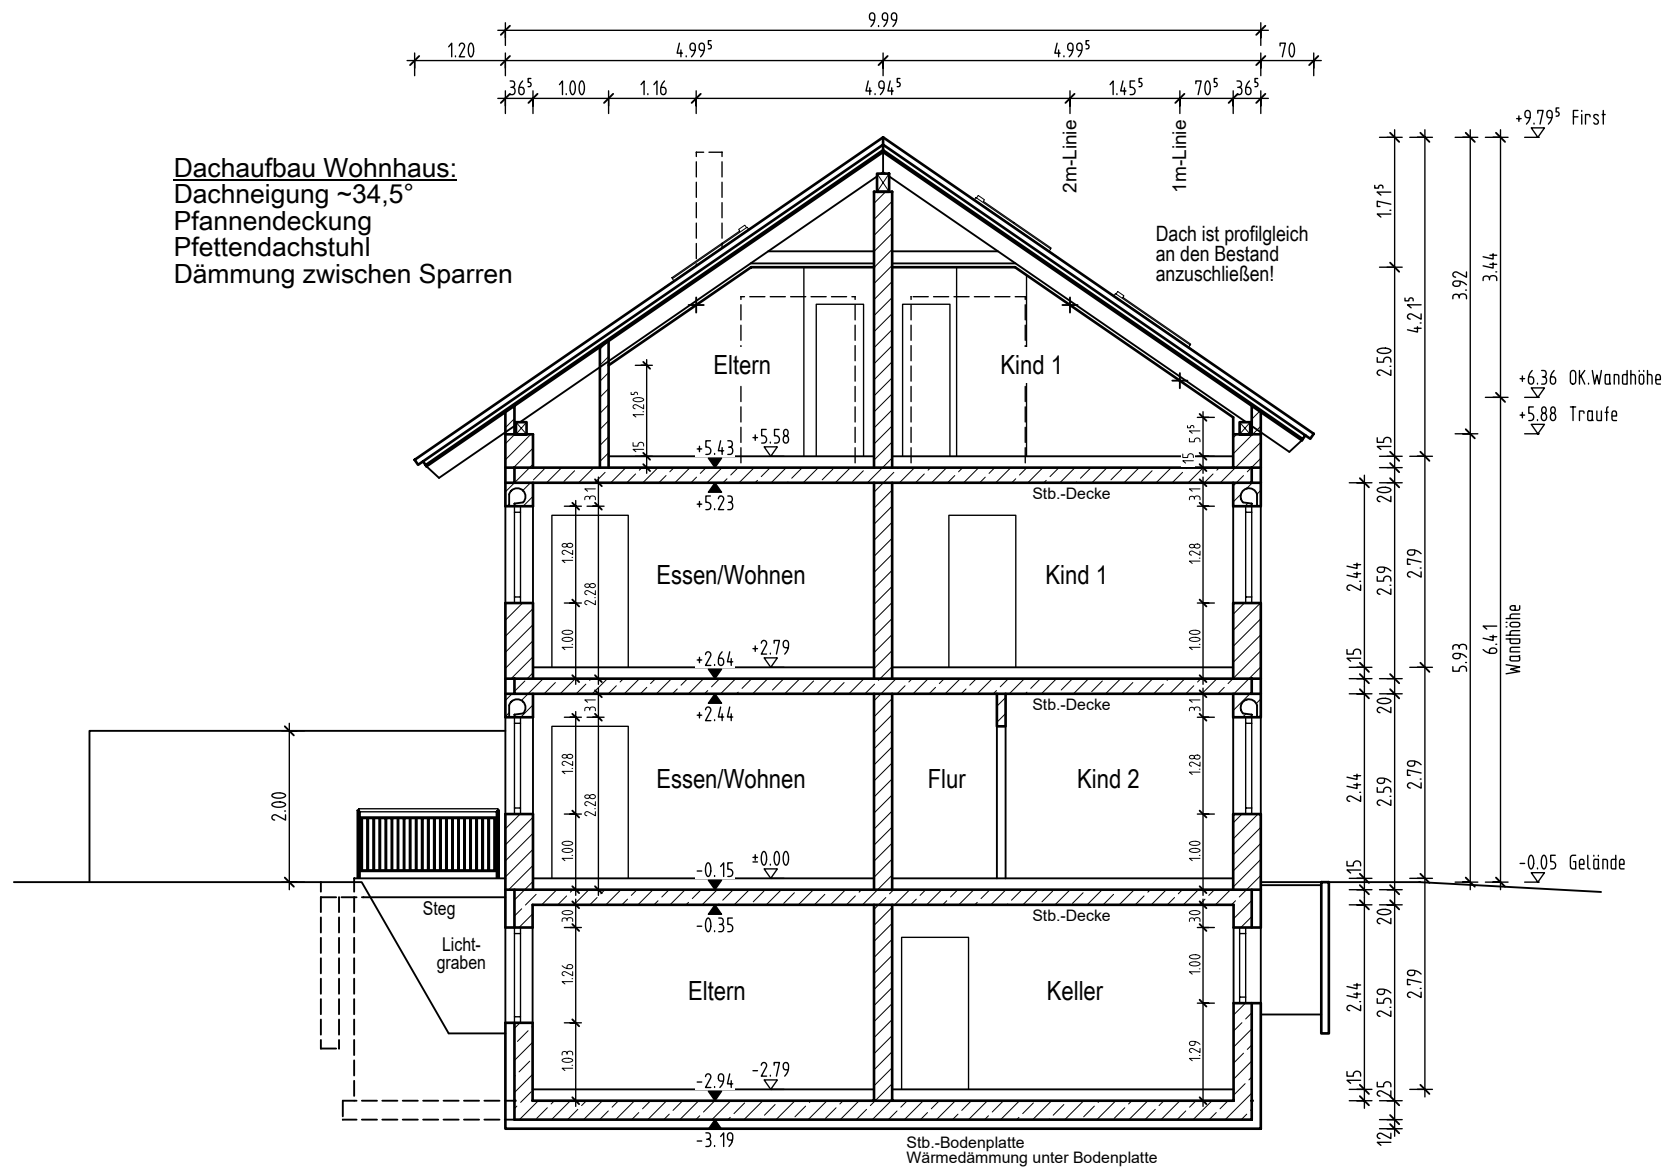 9.99
1.20 4.99⁵ 4.99⁵ 70
36⁵ 1.00 1.16 4.94⁵ 1.45⁵ 70⁵ 36⁵
2m-Linie
1m-Linie
+9.79⁵ First
Dachaufbau Wohnhaus:
Dachneigung ~34,5°
Pfannendeckung
Pfettendachstuhl
Dämmung zwischen Sparren
Dach ist profilgleich
an den Bestand
anzuschließen!
1.71⁵
3.44
3.92
4.21⁵
2.50
+6.36 OK.Wandhöhe
+5.88 Traufe
Eltern
Kind 1
1.20⁵
15
+5.43
+5.58
51⁵
15
15
+5.23
Stb.-Decke
31
31
20
1.28
2.28
1.00
Essen/Wohnen
Kind 1
1.28
1.00
2.44
2.59
2.79
+2.64
+2.79
15
5.93
6.41
Wandhöhe
+2.44
Stb.-Decke
31
31
20
2.00
1.28
2.28
1.00
Essen/Wohnen
Flur
Kind 2
1.28
1.00
2.44
2.59
2.79
-0.15
±0.00
15
-0.05 Gelände
-0.35
Stb.-Decke
30
30
20
Steg
Licht-
graben
1.26
1.03
Eltern
Keller
1.00
1.29
2.44
2.59
2.79
-2.94
-2.79
15
25
-3.19
12
Stb.-Bodenplatte
Wärmedämmung unter Bodenplatte